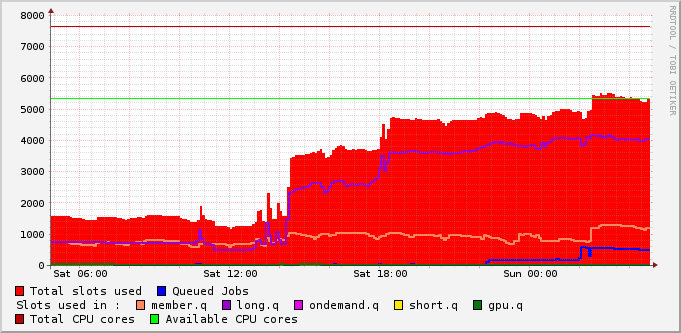 8000
7000
6000
5000
4000
3000
2000
1000
0
Sat 06:00 Sat 12:00 Sat 18:00 Sun 00:00
Total slots used Queued Jobs
Slots used in : member.q long.q ondemand.q short.q gpu.q
Total CPU cores Available CPU cores
RRDTOOL / TOBI OETIKER